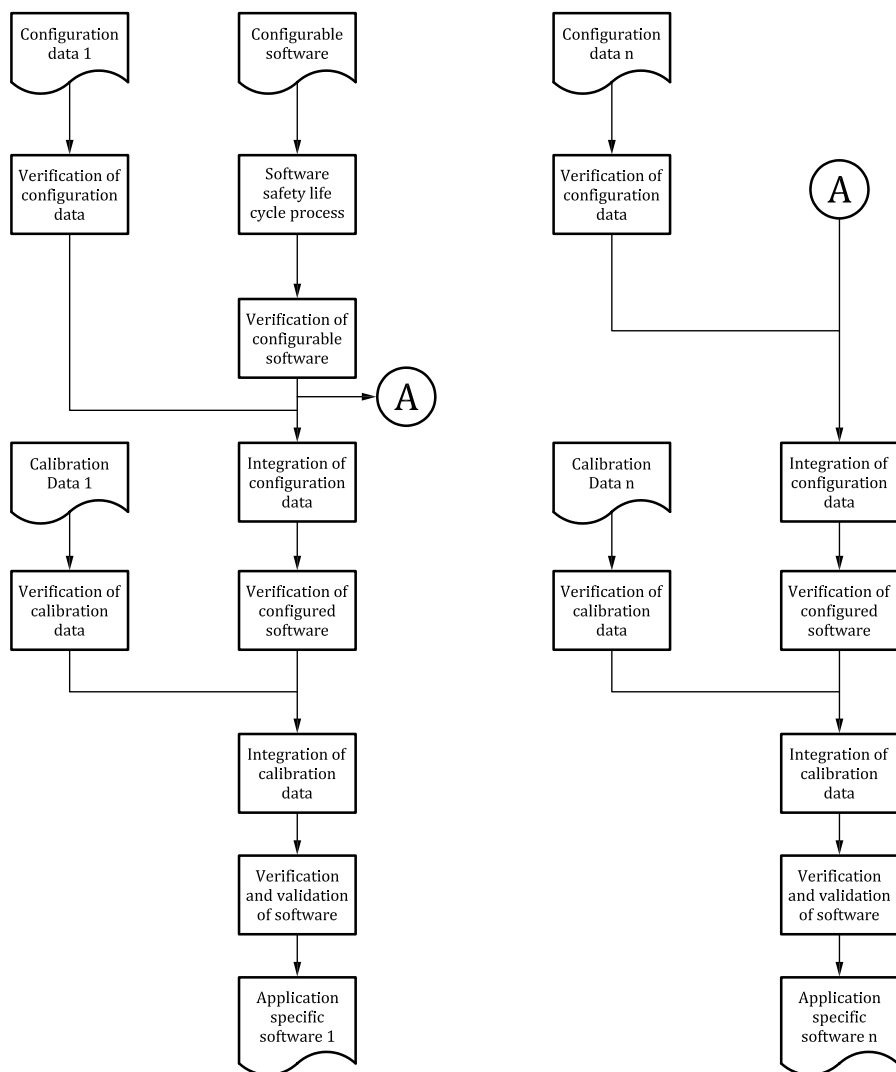 Configuration
data 1
Configurable
software
Configuration
data n
Verification of
configuration
data
Software
safety life
cycle process
Verification of
configuration
data
A
Verification of
configurable
software
A
Calibration
Data 1
Integration of
configuration
data
Calibration
Data n
Integration of
configuration
data
Verification of
calibration
data
Verification of
configured
software
Verification of
calibration
data
Verification of
configured
software
Integration of
calibration
data
Integration of
calibration
data
Verification
and validation
of software
Verification
and validation
of software
Application
specific
software 1
Application
specific
software n